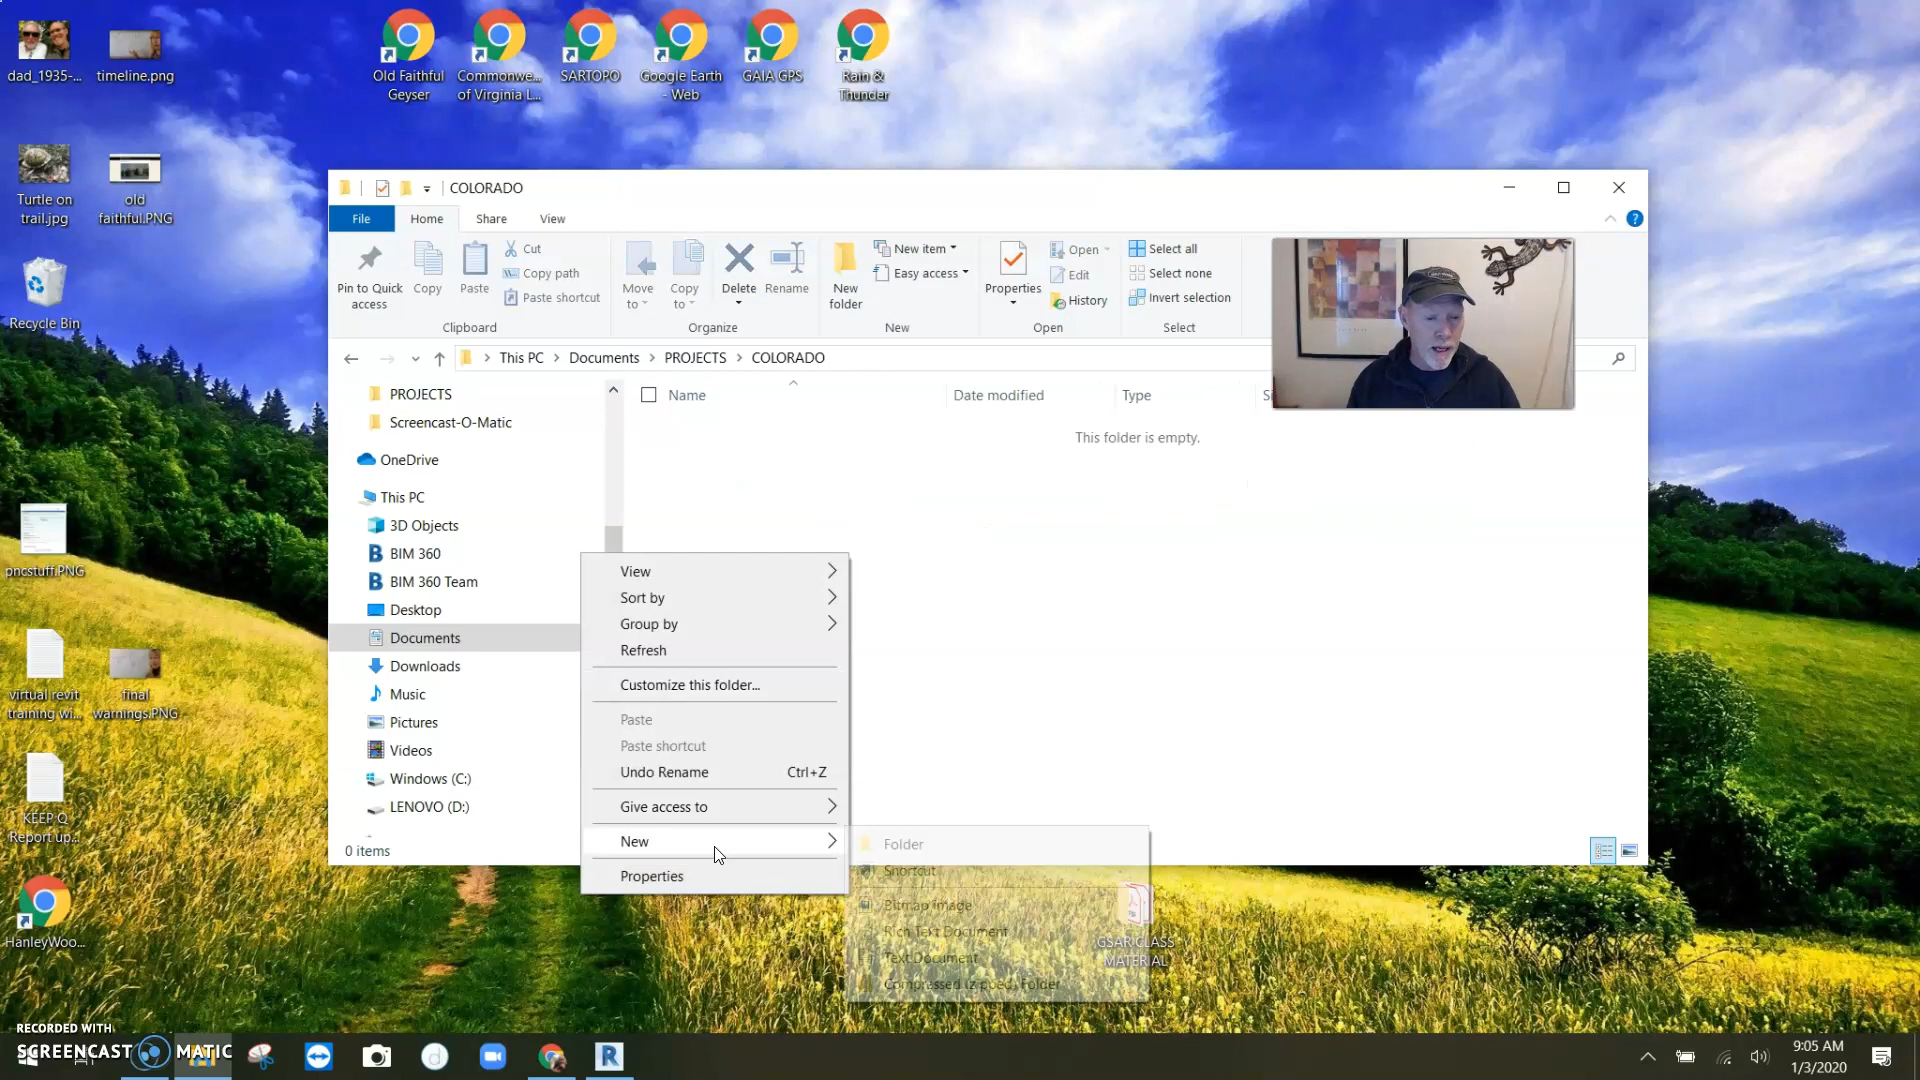 dad_1935-...
timeline.png
Old Faithful
Geyser
Commonwe...
of Virginia L...
SARTOPO
Google Earth
- Web
GAIA GPS
Rain &
Thunder
Turtle on
trail.jpg
old
faithful.PNG
Recycle Bin
pncstuff.PNG
virtual revit
training wi...
final
warnings.PNG
KEEP Q
Report up...
HanleyWoo...
COLORADO
File
Home
Share
View
Pin to Quick
access
Copy
Paste
Cut
Copy path
Paste shortcut
Clipboard
Move
to
Copy
to
Delete
Rename
Organize
New
folder
New item
Easy access
New
Properties
Open
Edit
History
Open
Select all
Select none
Invert selection
Select
This PC > Documents > PROJECTS > COLORADO
PROJECTS
Screencast-O-Matic
OneDrive
This PC
3D Objects
BIM 360
BIM 360 Team
Desktop
Documents
Downloads
Music
Pictures
Videos
Windows (C:)
LENOVO (D:)
0 items
Name
Date modified
Type
This folder is empty.
View
Sort by
Group by
Refresh
Customize this folder...
Paste
Paste shortcut
Undo Rename Ctrl+Z
Give access to
New
Properties
Folder
Shortcut
Bitmap image
Rich Text Document
Text Document
Compressed (zipped) Folder
GSAR CLASS
MATERIAL
RECORDED WITH
SCREENCAST MATIC
9:05 AM
1/3/2020